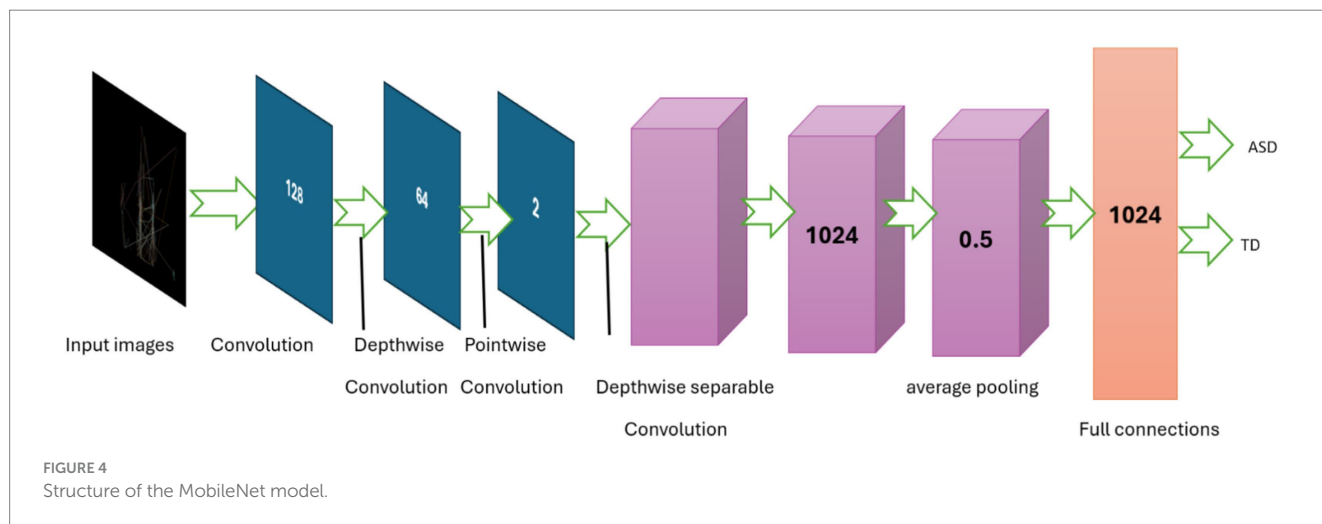 128
64
2
1024
0.5
1024
ASD
TD
Input images
Convolution
Depthwise
Convolution
Pointwise
Convolution
Depthwise separable
Convolution
average pooling
Full connections
FIGURE 4
Structure of the MobileNet model.